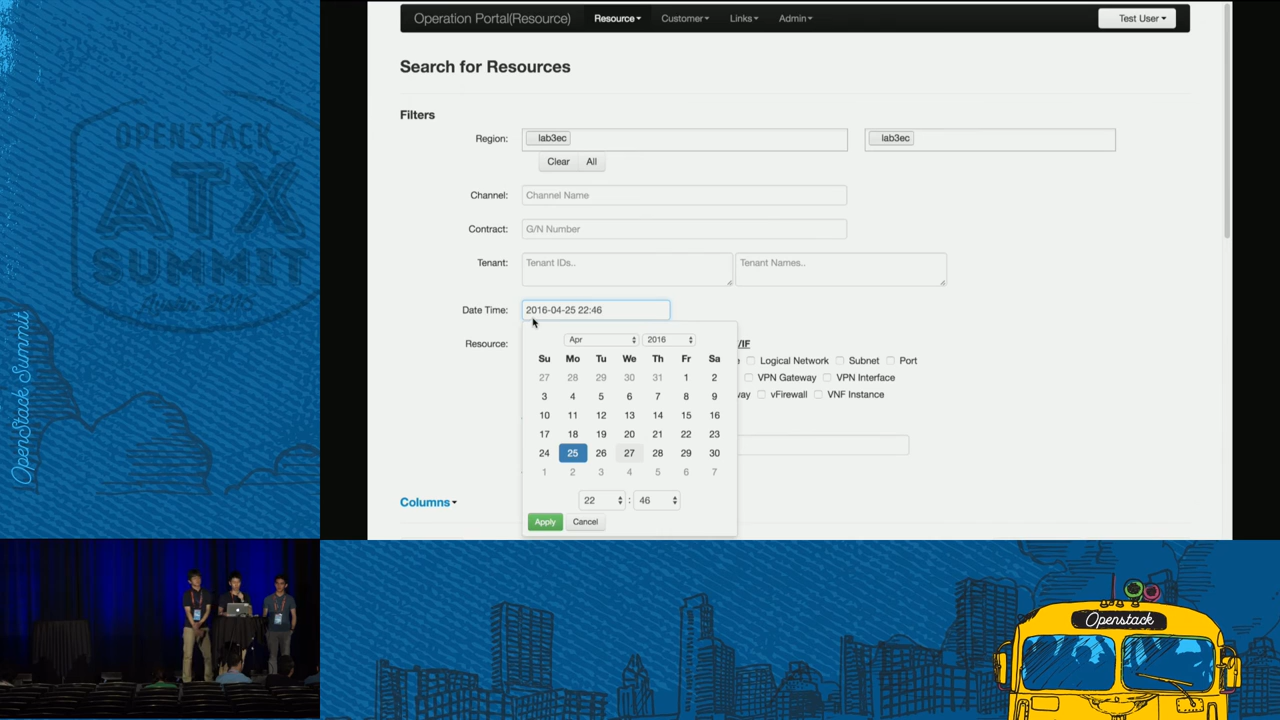 Operation Portal(Resource) Resource Customer Links Admin Test User
Search for Resources
Filters
Region: lab3ec lab3ec
Clear All
Channel: Channel Name
Contract: G/N Number
Tenant: Tenant IDs.. Tenant Names..
Date Time: 2016-04-25 22:46
Resource: /IF
Logical Network Subnet Port
VPN Gateway VPN Interface
vFirewall VNF Instance
Apr 2016
Su Mo Tu We Th Fr Sa
27 28 29 30 31 1 2
3 4 5 6 7 8 9
10 11 12 13 14 15 16
17 18 19 20 21 22 23
24 25 26 27 28 29 30
1 2 3 4 5 6 7
22 : 46
Apply Cancel
Columns
OPENSTACK
ATX
SUMMIT
Austin 2016
OpenStack Summit
Openstack